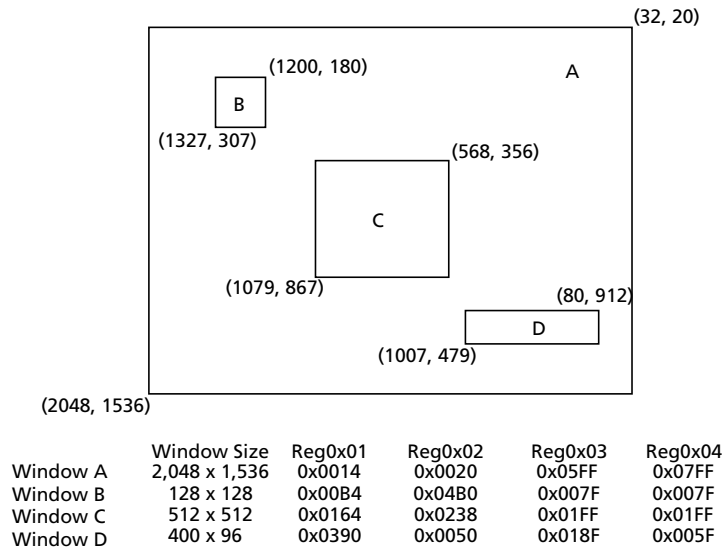 (32, 20)
A
(1200, 180)
B
(1327, 307)
(568, 356)
C
(1079, 867)
(80, 912)
D
(1007, 479)
(2048, 1536)
Window Size Reg0x01 Reg0x02 Reg0x03 Reg0x04
Window A 2,048 x 1,536 0x0014 0x0020 0x05FF 0x07FF
Window B 128 x 128 0x00B4 0x04B0 0x007F 0x007F
Window C 512 x 512 0x0164 0x0238 0x01FF 0x01FF
Window D 400 x 96 0x0390 0x0050 0x018F 0x005F